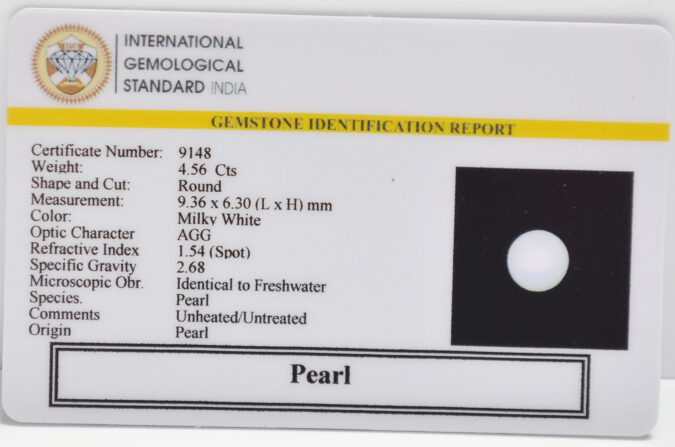 IGS
INTERNATIONAL
GEMOLOGICAL
STANDARD INDIA
GEMSTONE IDENTIFICATION REPORT
Certificate Number: 9148
Weight: 4.56 Cts
Shape and Cut: Round
Measurement: 9.36 x 6.30 (L x H) mm
Color: Milky White
Optic Character AGG
Refractive Index 1.54 (Spot)
Specific Gravity 2.68
Microscopic Obr. Identical to Freshwater
Species. Pearl
Comments Unheated/Untreated
Origin Pearl
Pearl